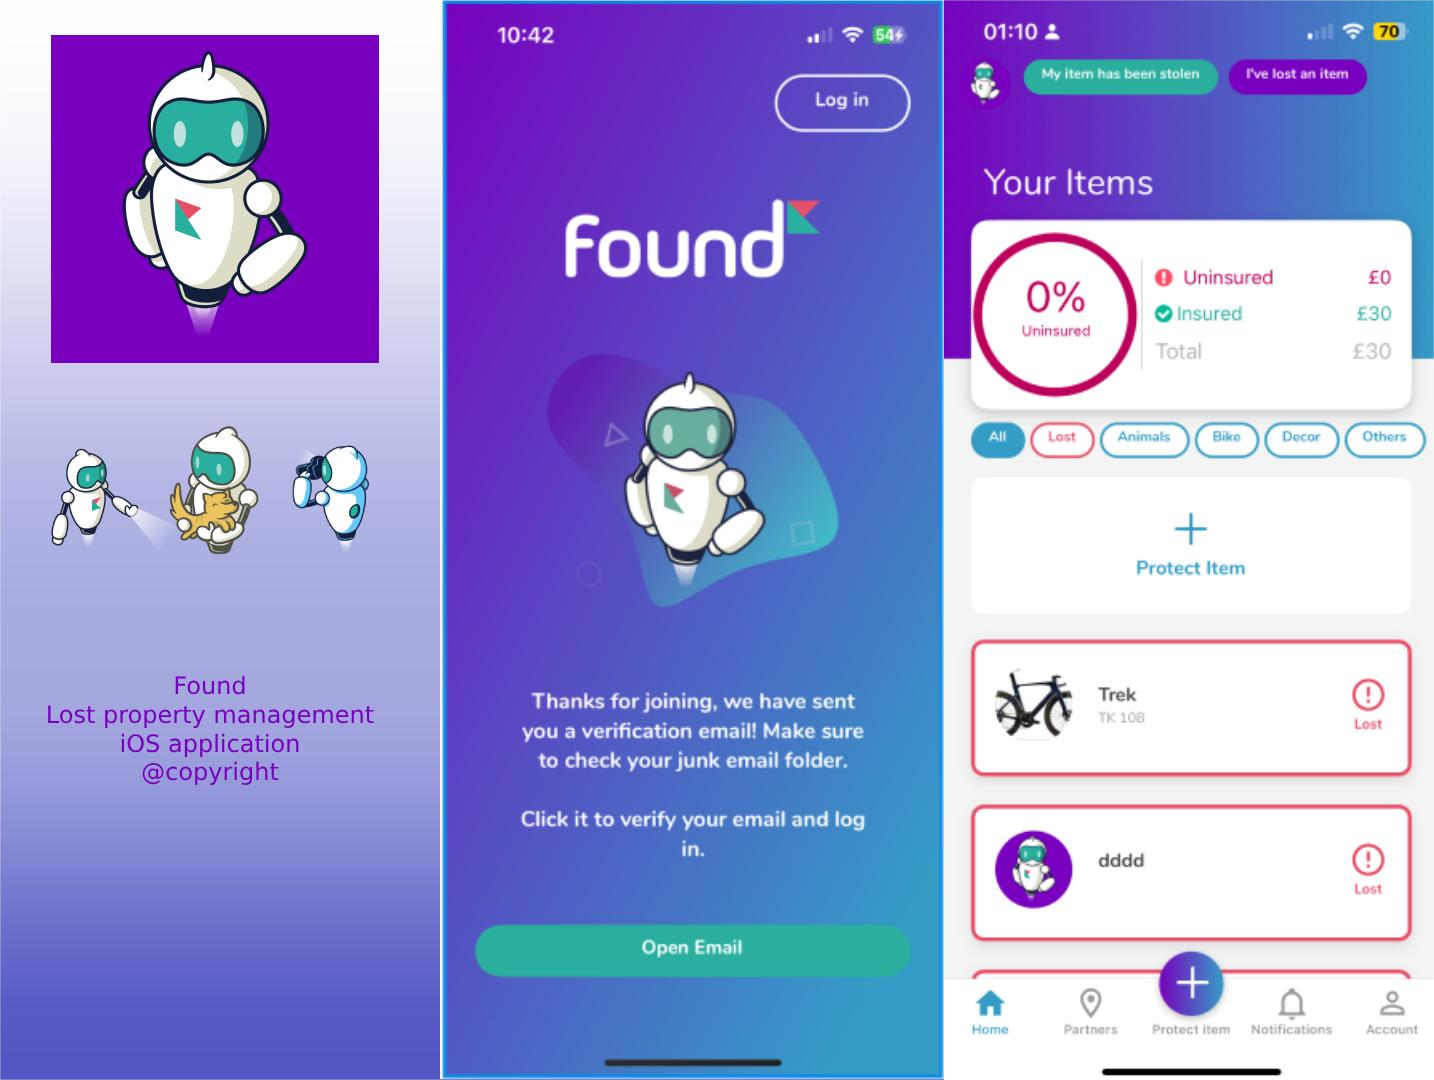 Found
Lost property management
iOS application
@copyright
10:42
54
Log in
found
Thanks for joining, we have sent
you a verification email! Make sure
to check your junk email folder.
Click it to verify your email and log
in.
Open Email
01:10
70
My item has been stolen
I've lost an item
Your Items
0%
Uninsured
Uninsured £0
Insured £30
Total £30
All Lost Animals Bike Decor Others
Protect Item
Trek
TK 108
Lost
dddd
Lost
Home Partners Protect item Notifications Account